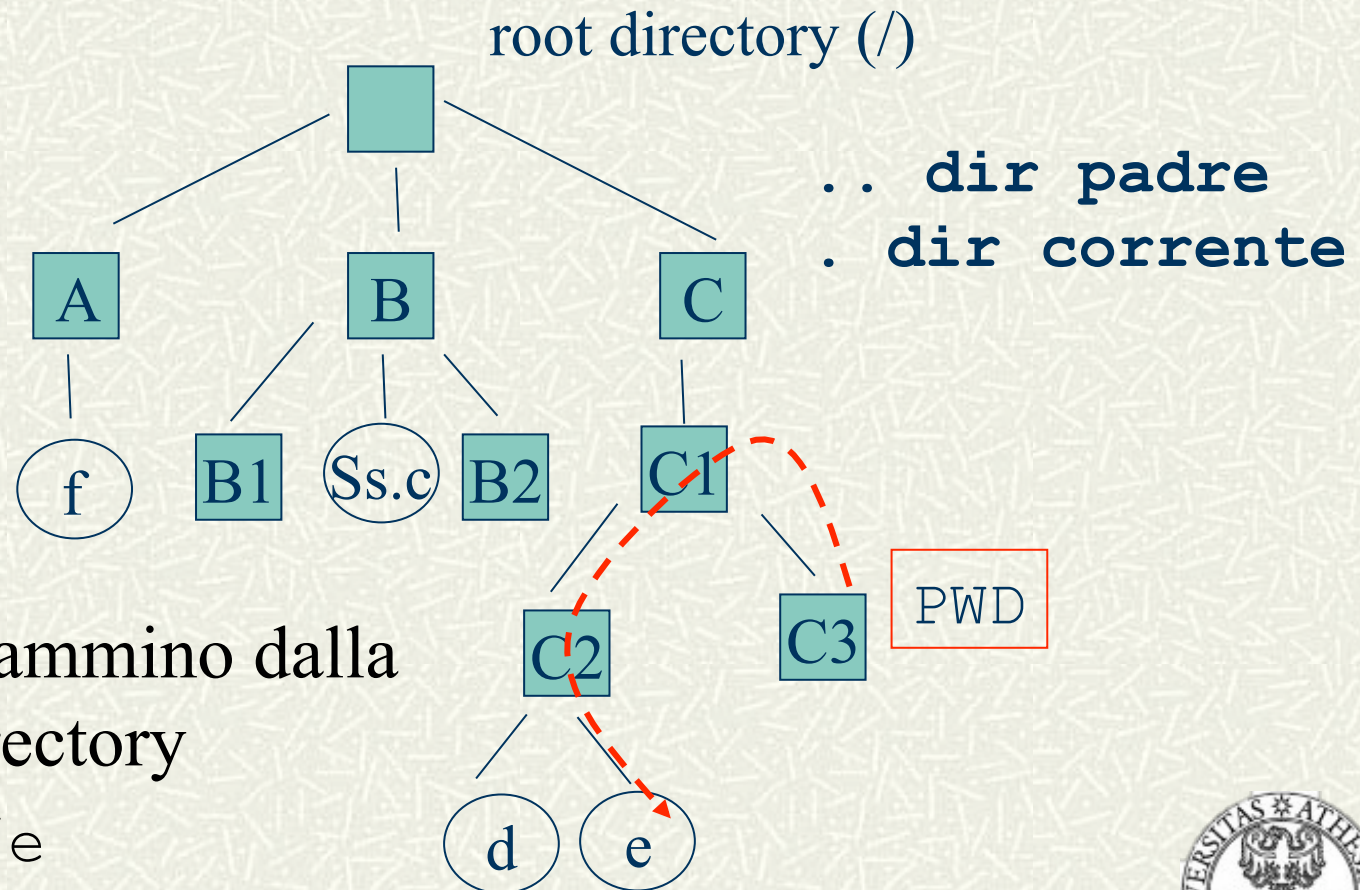 root directory (/)
.. dir padre
. dir corrente
A B C
f B1 Ss.c B2 C1
PWD
C2 C3
ammino dalla
ectory
e
d e